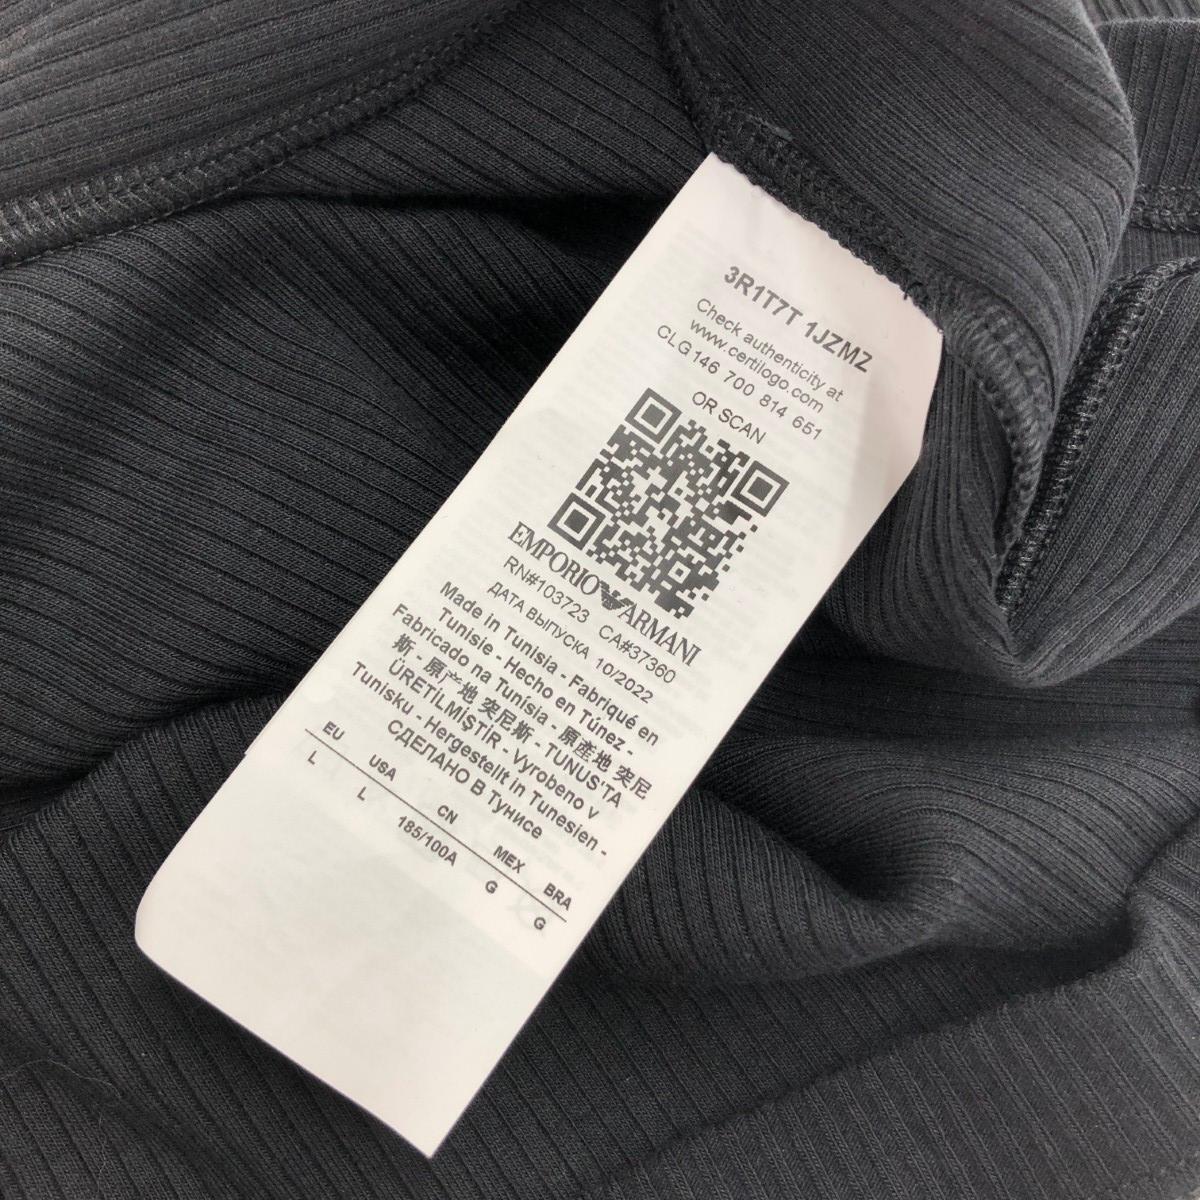 3R1T7T 1JZMZ
Check authenticity at
www.certilogo.com
CLG 146 700 814 651
OR SCAN
EMPORIO ARMANI
RN#103723 CA#37360
ДАТА ВЫПУСКА 10/2022
Made in Tunisia - Fabriqué en
Tunisie - Hecho en Túnez -
Fabricado na Tunísia - 原產地 突尼
斯 - 原产地 突尼斯 - TUNUS'TA
ÜRETİLMİŞTİR - Vyrobeno v
Tunisku - Hergestellt in Tunesien -
СДЕЛАНО В Тунисе
EU USA CN MEX BRA
L L 185/100A G G